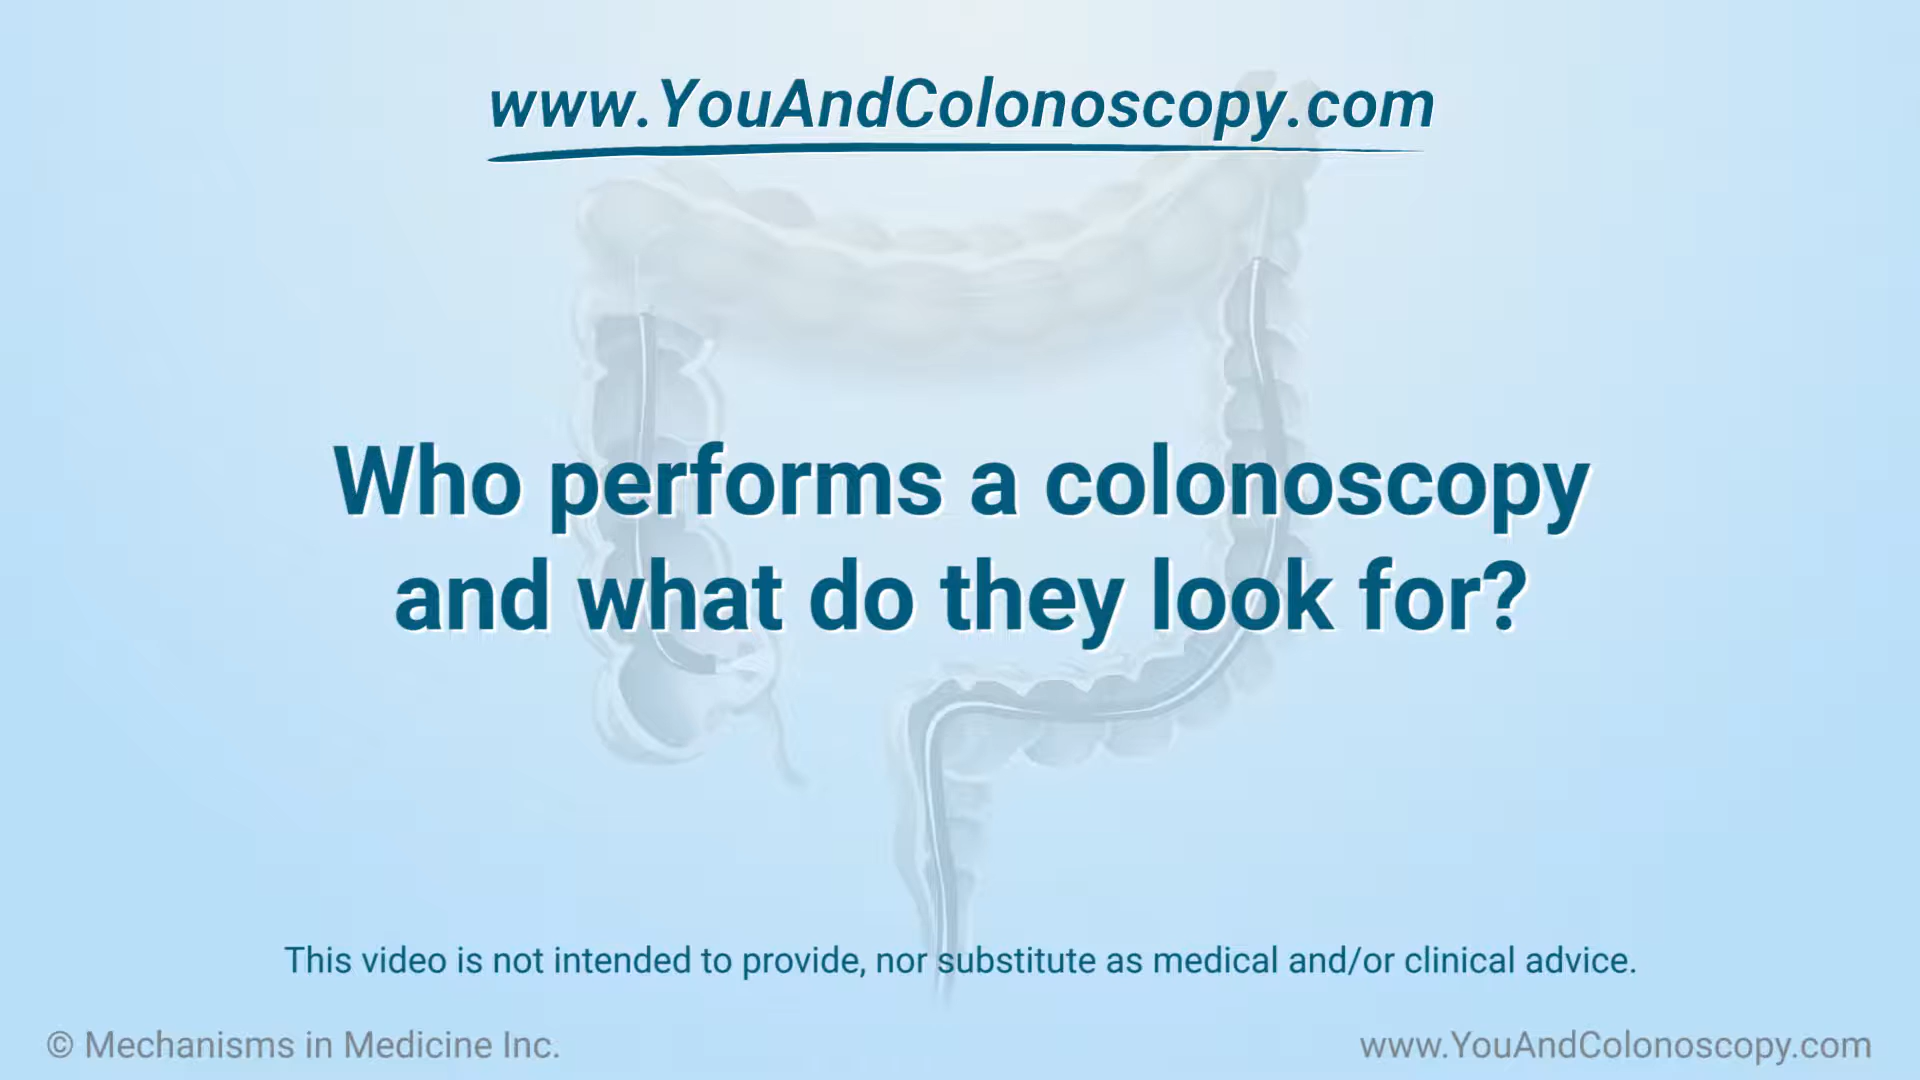 www.YouAndColonoscopy.com
Who performs a colonoscopy
and what do they look for?
This video is not intended to provide, nor substitute as medical and/or clinical advice.
© Mechanisms in Medicine Inc.
www.YouAndColonoscopy.com